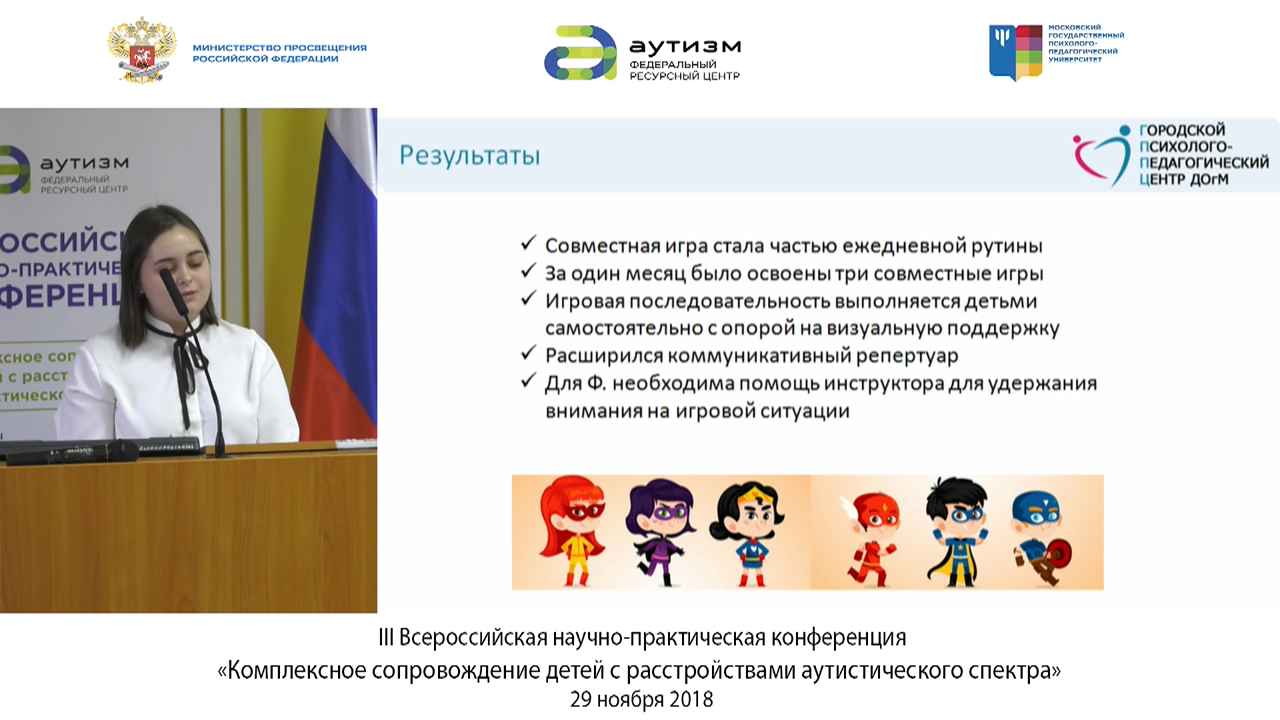 МИНИСТЕРСТВО ПРОСВЕЩЕНИЯ
РОССИЙСКОЙ ФЕДЕРАЦИИ
аутизм
ФЕДЕРАЛЬНЫЙ
РЕСУРСНЫЙ ЦЕНТР
МОСКОВСКИЙ
ГОСУДАРСТВЕННЫЙ
ПСИХОЛОГО-
ПЕДАГОГИЧЕСКИЙ
УНИВЕРСИТЕТ
аутизм
ФЕДЕРАЛЬНЫЙ
РЕСУРСНЫЙ ЦЕНТР
Результаты
ГОРОДСКОЙ
ПСИХОЛОГО-
ПЕДАГОГИЧЕСКИЙ
ЦЕНТР ДОгМ
Совместная игра стала частью ежедневной рутины
За один месяц было освоены три совместные игры
Игровая последовательность выполняется детьми
самостоятельно с опорой на визуальную поддержку
Расширился коммуникативный репертуар
Для Ф. необходима помощь инструктора для удержания
внимания на игровой ситуации
III Всероссийская научно-практическая конференция
«Комплексное сопровождение детей с расстройствами аутистического спектра»
29 ноября 2018